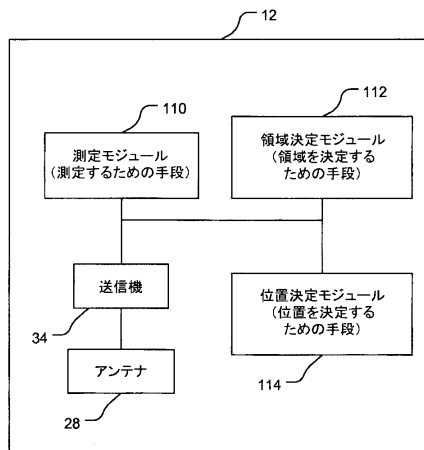 12
110
測定モジュール
(測定するための手段)
112
領域決定モジュール
(領域を決定する
ための手段)
送信機
34
アンテナ
28
位置決定モジュール
(位置を決定する
ための手段)
114